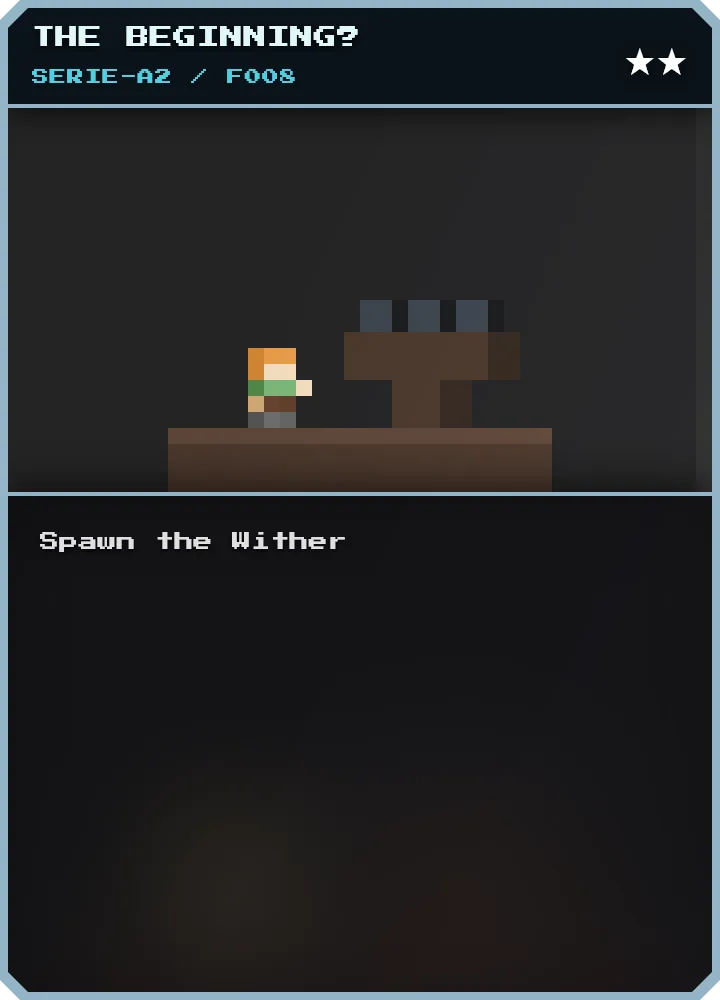 THE BEGINNING?
SERIE-A2 / F008
★★
Spawn the Wither